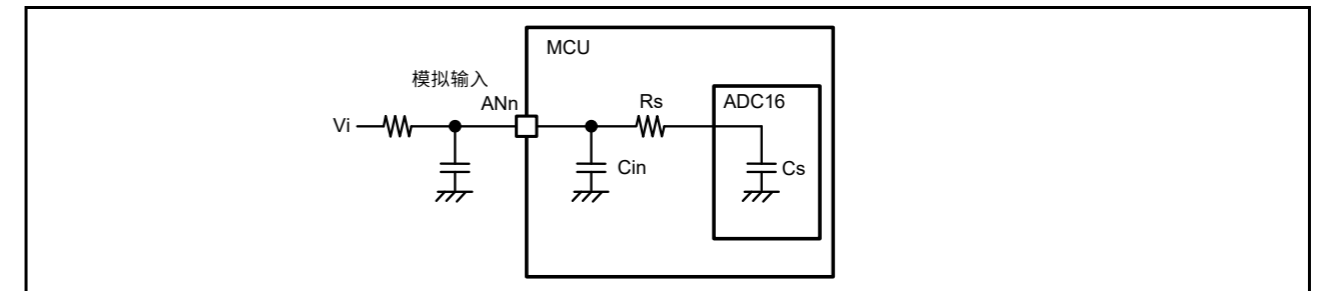 MCU
模拟输入
ANn
Rs
ADC16
Vi
Cin
Cs